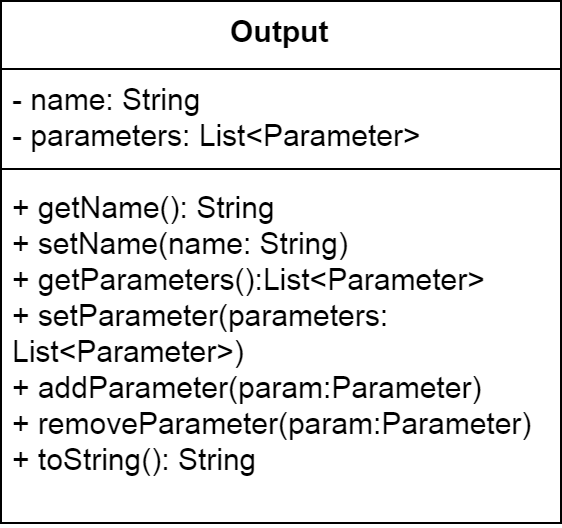 Output
- name: String
- parameters: List<Parameter>
+ getName(): String
+ setName(name: String)
+ getParameters():List<Parameter>
+ setParameter(parameters:
List<Parameter>)
+ addParameter(param:Parameter)
+ removeParameter(param:Parameter)
+ toString(): String